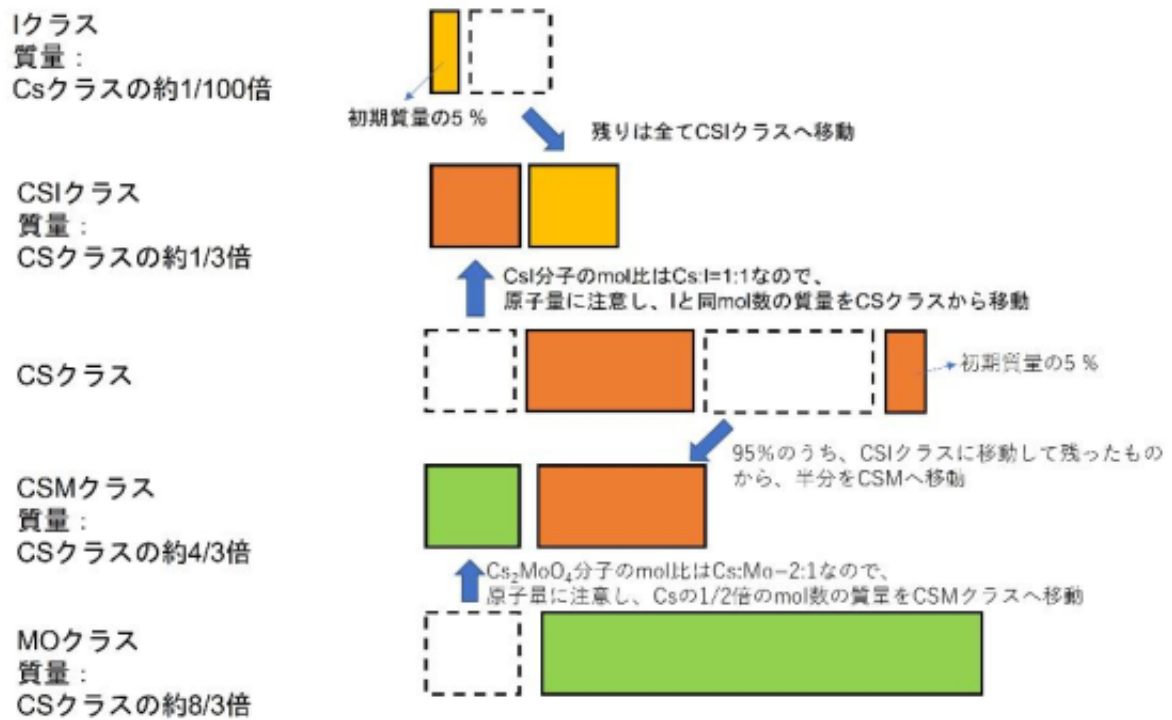 Iクラス
質量：
Csクラスの約1/100倍
初期質量の5 %
残りは全てCSIクラスへ移動
CSIクラス
質量：
CSクラスの約1/3倍
CsI分子のmol比はCs:I=1:1なので、
原子量に注意し、Iと同mol数の質量をCSクラスから移動
CSクラス
初期質量の5 %
95%のうち、CSIクラスに移動して残ったもの
から、半分をCSMへ移動
CSMクラス
質量：
CSクラスの約4/3倍
Cs₂MoO₄分子のmol比はCs:Mo=2:1なので、
原子量に注意し、Csの1/2倍のmol数の質量をCSMクラスへ移動
MOクラス
質量：
CSクラスの約8/3倍